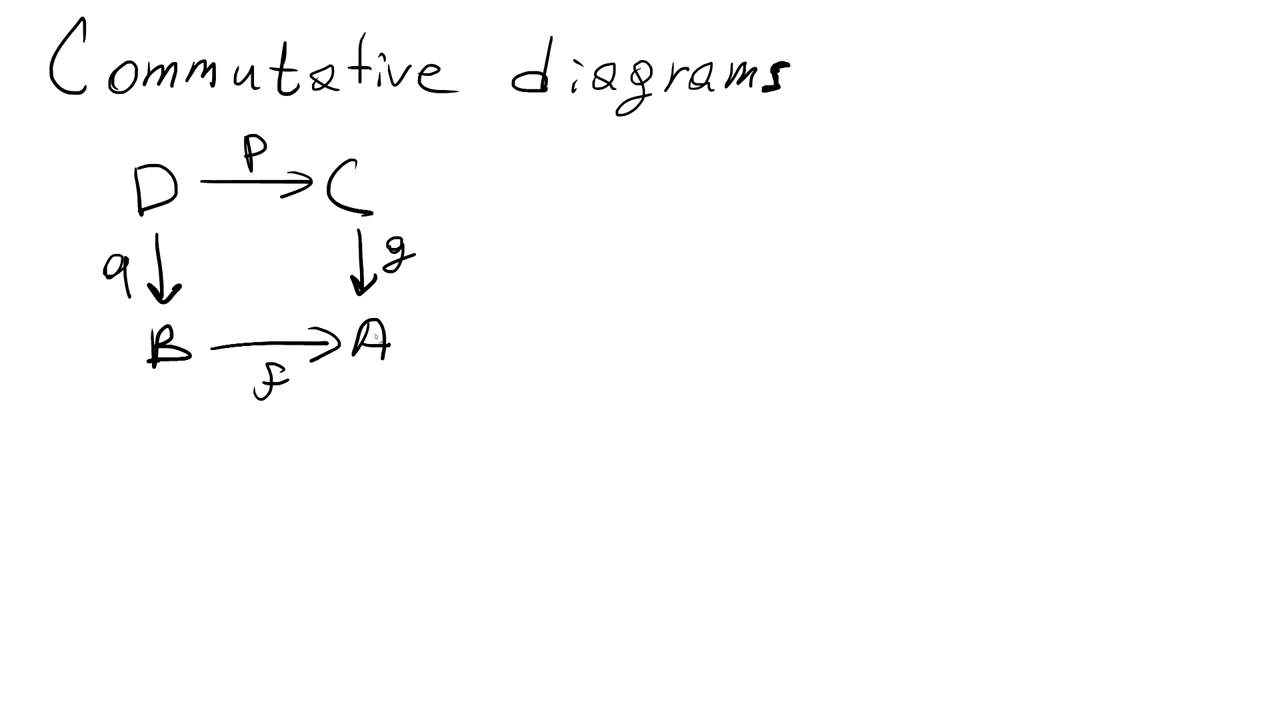 Commutative diagrams
p
D → C
q ↓ ↓ g
B → A
f